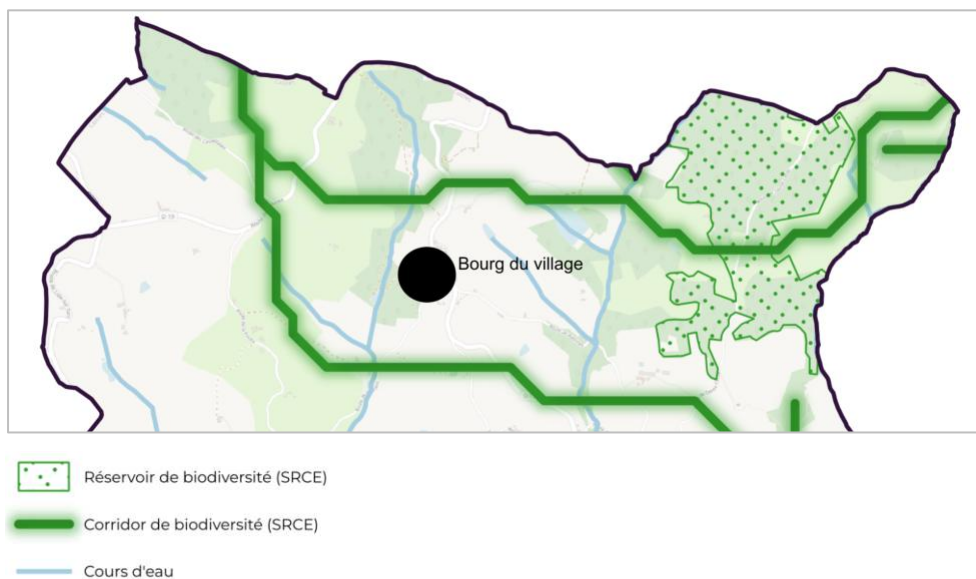 Bourg du village
Réservoir de biodiversité (SRCE)
Corridor de biodiversité (SRCE)
Cours d'eau